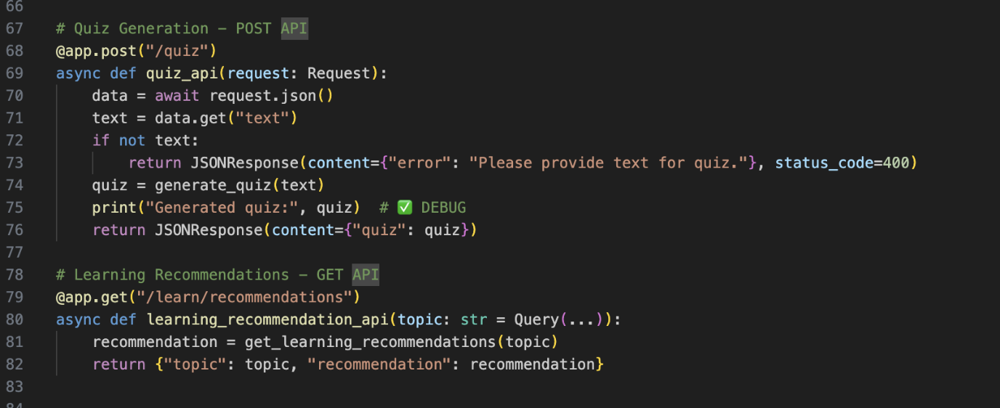 66
67 # Quiz Generation – POST API
68 @app.post("/quiz")
69 async def quiz_api(request: Request):
70     data = await request.json()
71     text = data.get("text")
72     if not text:
73         return JSONResponse(content={"error": "Please provide text for quiz."}, status_code=400)
74     quiz = generate_quiz(text)
75     print("Generated quiz:", quiz)  # ✅ DEBUG
76     return JSONResponse(content={"quiz": quiz})
77
78 # Learning Recommendations – GET API
79 @app.get("/learn/recommendations")
80 async def learning_recommendation_api(topic: str = Query(...)):
81     recommendation = get_learning_recommendations(topic)
82     return {"topic": topic, "recommendation": recommendation}
83
84